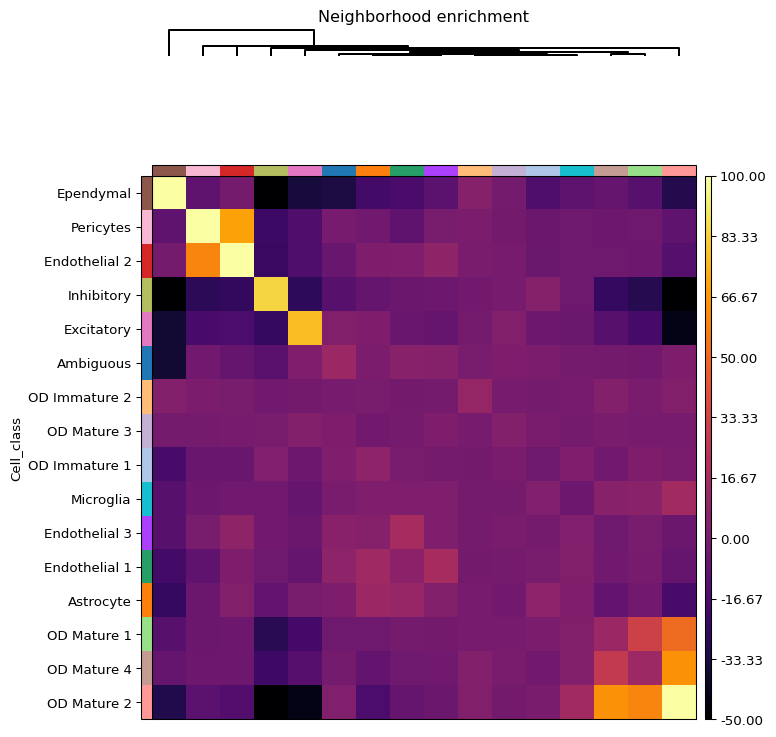 Neighborhood enrichment
Cell_class
Ependymal
Pericytes
Endothelial 2
Inhibitory
Excitatory
Ambiguous
OD Immature 2
OD Mature 3
OD Immature 1
Microglia
Endothelial 3
Endothelial 1
Astrocyte
OD Mature 1
OD Mature 4
OD Mature 2
100.00
83.33
66.67
50.00
33.33
16.67
0.00
-16.67
-33.33
-50.00